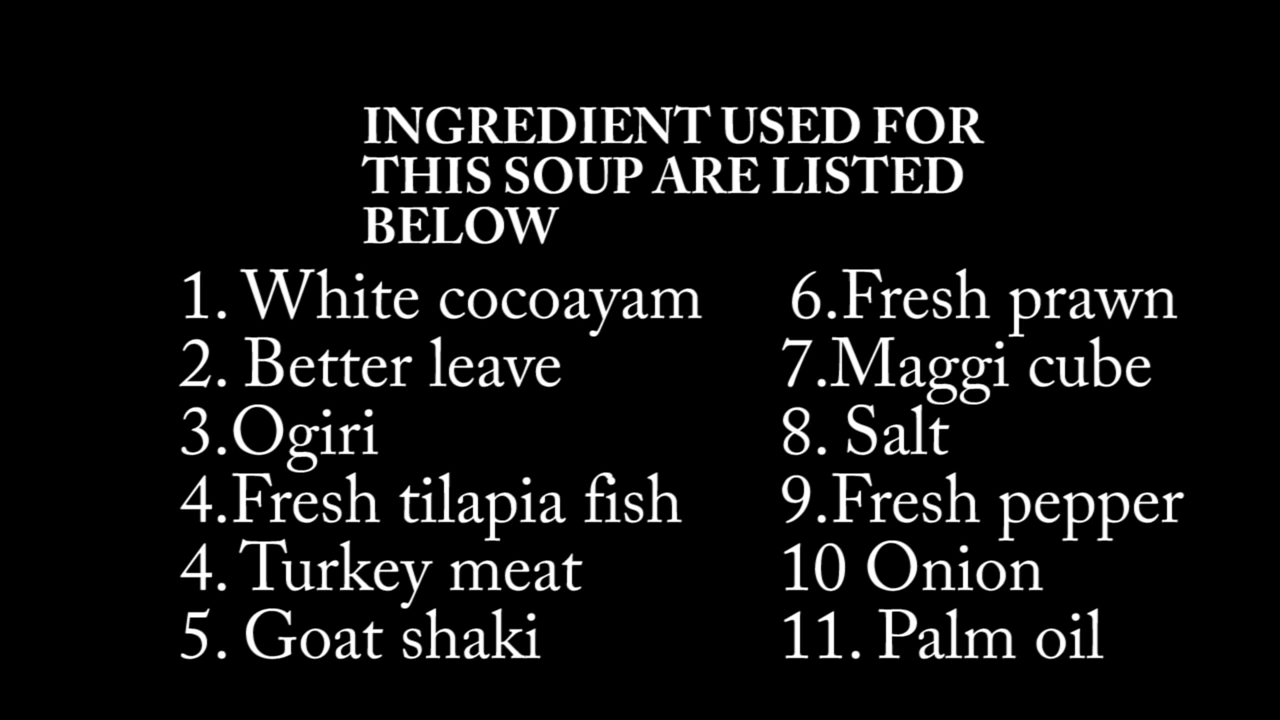 INGREDIENT USED FOR
THIS SOUP ARE LISTED
BELOW
1. White cocoayam
2. Better leave
3.Ogiri
4.Fresh tilapia fish
4. Turkey meat
5. Goat shaki
6.Fresh prawn
7.Maggi cube
8. Salt
9.Fresh pepper
10 Onion
11. Palm oil